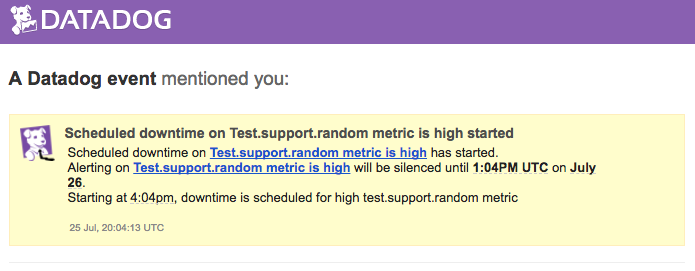 DATADOG
A Datadog event mentioned you:
Scheduled downtime on Test.support.random metric is high started
Scheduled downtime on Test.support.random metric is high has started.
Alerting on Test.support.random metric is high will be silenced until 1:04PM UTC on July
26.
Starting at 4:04pm, downtime is scheduled for high test.support.random metric
25 Jul, 20:04:13 UTC